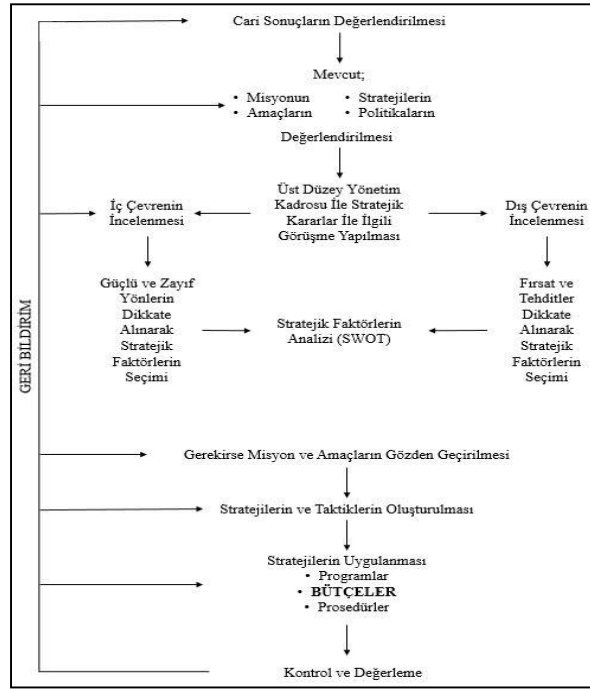 Cari Sonuçların Değerlendirilmesi
Mevcut;
• Misyonun • Stratejilerin
• Amaçların • Politikaların
Değerlendirilmesi
Üst Düzey Yönetim
Kadrosu İle Stratejik
Kararlar İle İlgili
Görüşme Yapılması
İç Çevrenin
İncelenmesi
Dış Çevrenin
İncelenmesi
Güçlü ve Zayıf
Yönlerin
Dikkate
Alınarak
Stratejik
Faktörlerin
Seçimi
Stratejik Faktörlerin
Analizi (SWOT)
Fırsat ve
Tehditler
Dikkate
Alınarak
Stratejik
Faktörlerin
Seçimi
GERİ BİLDİRİM
Gerekirse Misyon ve Amaçların Gözden Geçirilmesi
Stratejilerin ve Taktiklerin Oluşturulması
Stratejilerin Uygulanması
• Programlar
• BÜTÇELER
• Prosedürler
Kontrol ve Değerleme